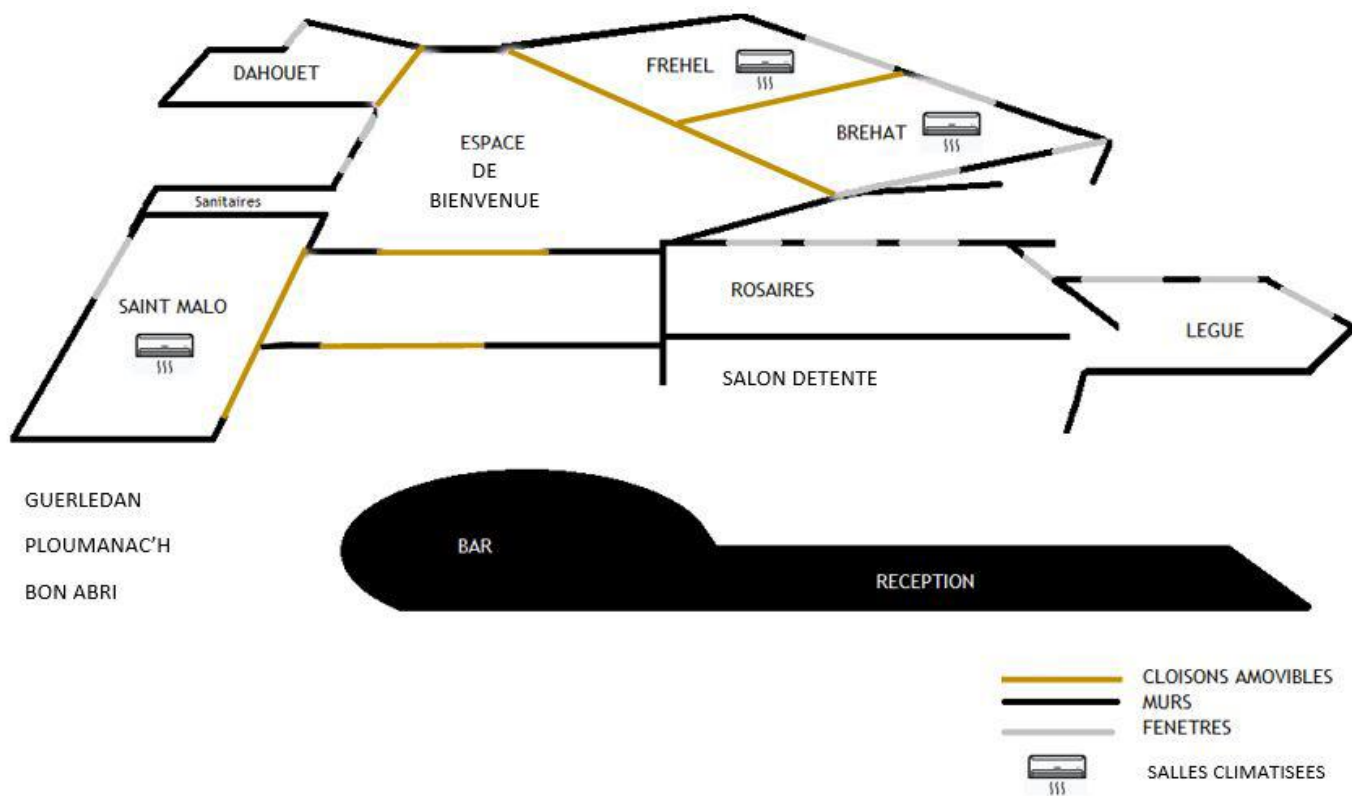 FREHEL
DAHOUET
BREHAT
ESPACE
DE
BIENVENUE
Sanitaires
ROSAIRES
SAINT MALO
LEGUE
SALON DETENTE
GUERLEDAN
PLOUMANAC'H
BON ABRI
BAR
RECEPTION
CLOISONS AMOVIBLES
MURS
FENETRES
SALLES CLIMATISEES